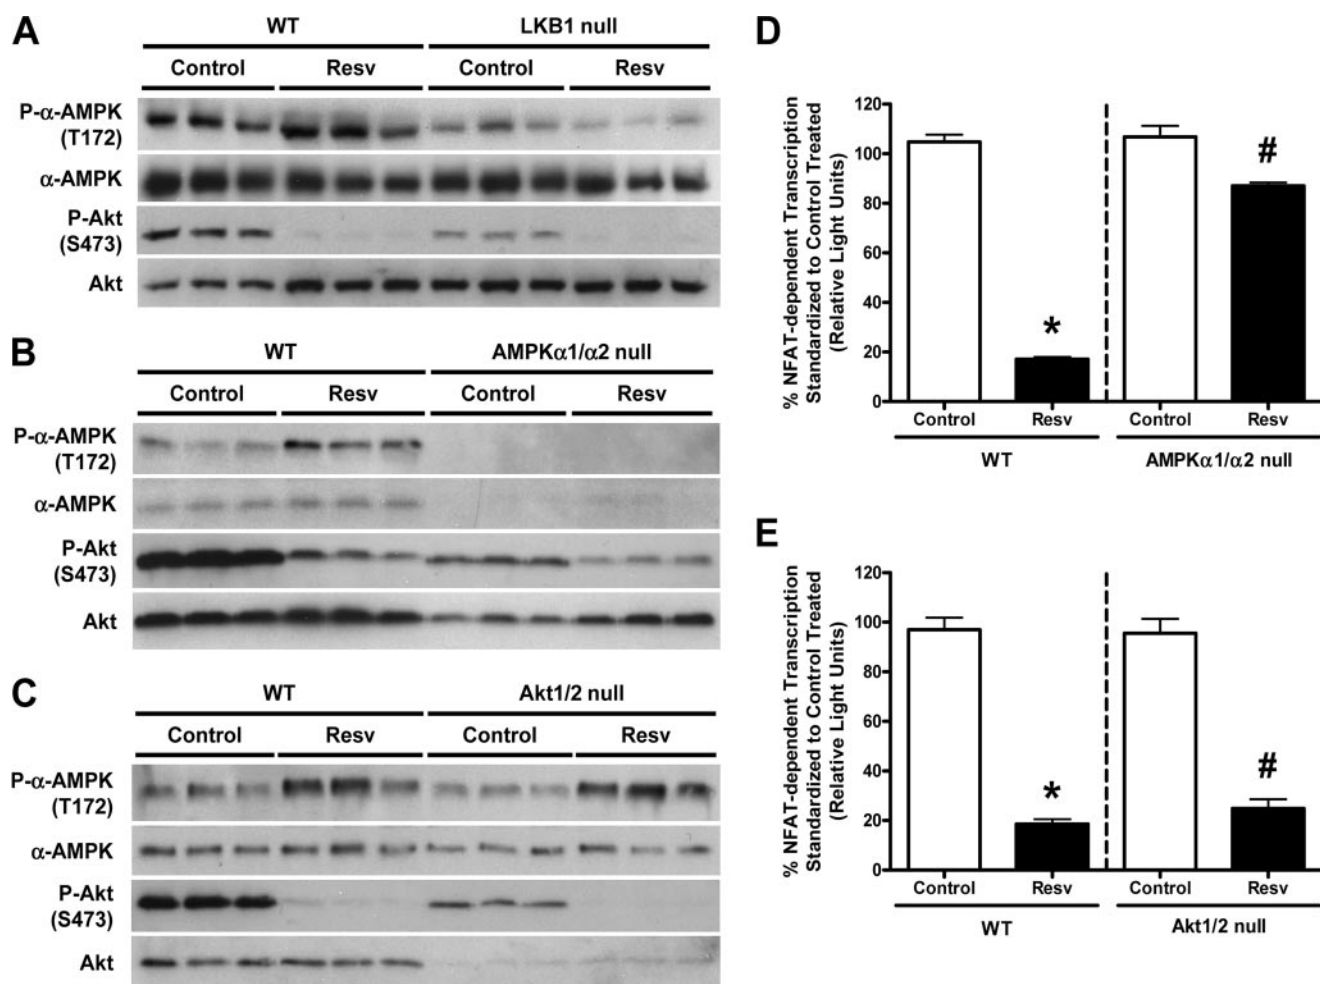 A
WT LKB1 null
Control Resv Control Resv
P-α-AMPK
(T172)
α-AMPK
P-Akt
(S473)
Akt
B
WT AMPKα1/α2 null
Control Resv Control Resv
P-α-AMPK
(T172)
α-AMPK
P-Akt
(S473)
Akt
C
WT Akt1/2 null
Control Resv Control Resv
P-α-AMPK
(T172)
α-AMPK
P-Akt
(S473)
Akt
D
% NFAT-dependent Transcription
Standardized to Control Treated
(Relative Light Units)
120
100
80
60
40
20
0
*
#
Control Resv Control Resv
WT AMPKα1/α2 null
E
% NFAT-dependent Transcription
Standardized to Control Treated
(Relative Light Units)
120
100
80
60
40
20
0
*
#
Control Resv Control Resv
WT Akt1/2 null